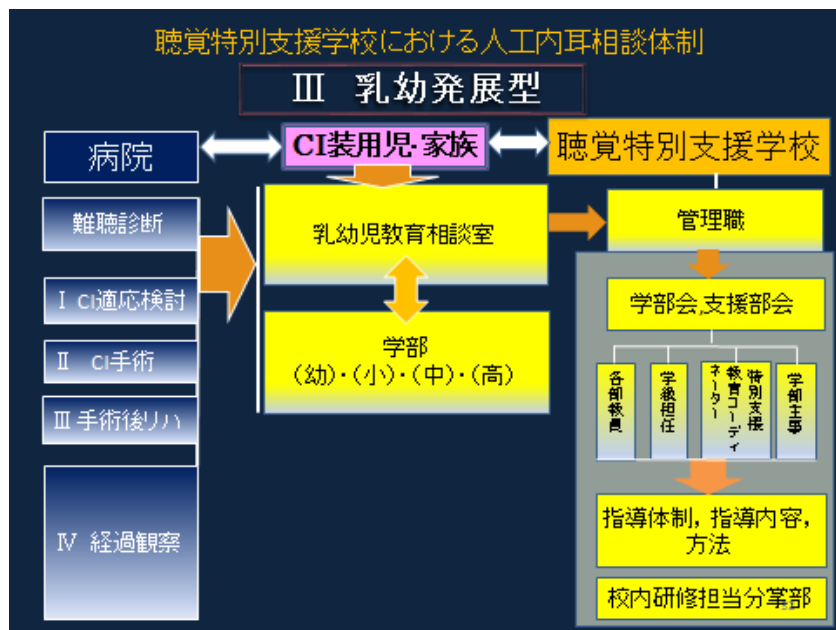 聴覚特別支援学校における人工内耳相談体制
Ⅲ 乳幼発展型
病院
CI装用児・家族
聴覚特別支援学校
難聴診断
Ⅰ CI適応検討
Ⅱ CI手術
Ⅲ 手術後リハ
Ⅳ 経過観察
乳幼児教育相談室
学部
（幼）・（小）・（中）・（高）
管理職
学部会，支援部会
各部教員
学級担任
特別支援
教育コーディ
ネーター
学部主事
指導体制，指導内容，
方法
校内研修担当分掌部